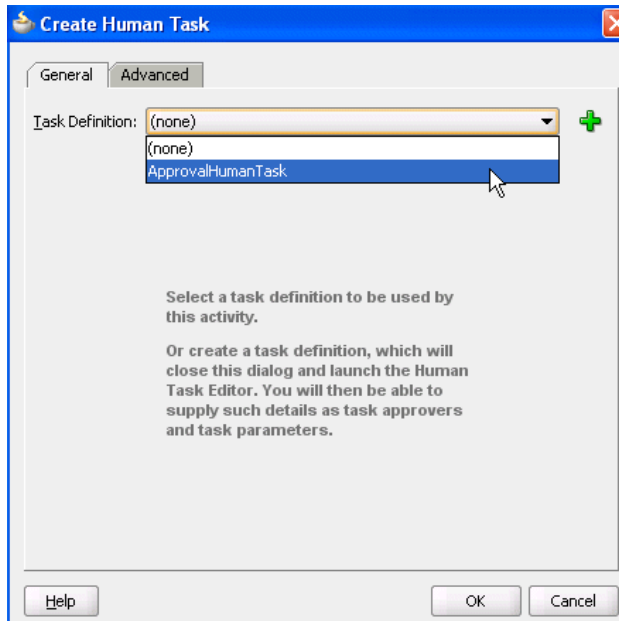 Create Human Task
General Advanced
Task Definition: (none)
(none)
ApprovalHumanTask
Select a task definition to be used by
this activity.
Or create a task definition, which will
close this dialog and launch the Human
Task Editor. You will then be able to
supply such details as task approvers
and task parameters.
Help OK Cancel